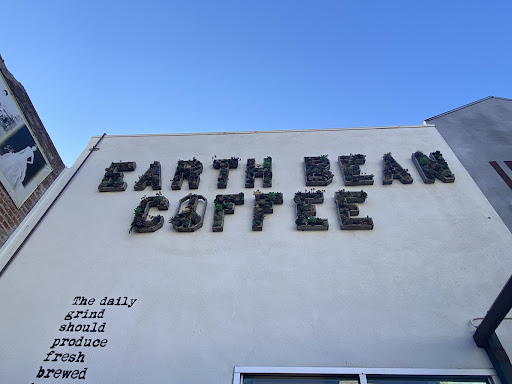 EARTH BEAN
COFFEE
The daily
grind
should
produce
fresh
brewed